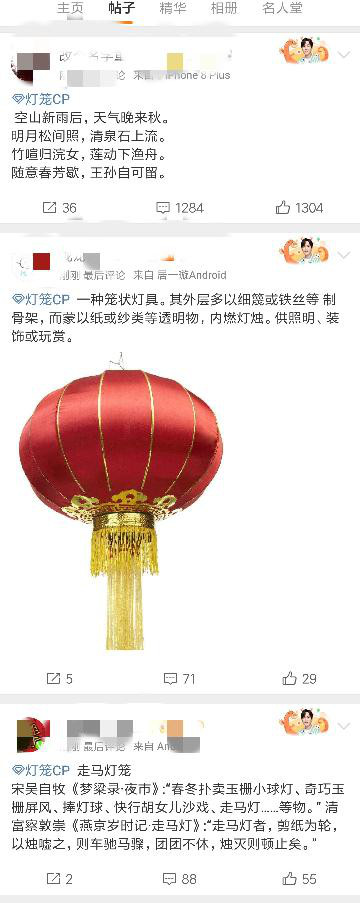 主页 帖子 精华 相册 名人堂
来自 iPhone 8 Plus
灯笼CP
空山新雨后，天气晚来秋。
明月松间照，清泉石上流。
竹喧归浣女，莲动下渔舟。
随意春芳歇，王孙自可留。
36 1284 1304
刚刚 最后评论 来自 居一璇Android
灯笼CP 一种笼状灯具。其外层多以细篾或铁丝等 制
骨架，而蒙以纸或纱类等透明物，内燃灯烛。供照明、装
饰或玩赏。
5 71 29
刚刚 最后评论 来自
灯笼CP 走马灯笼
宋吴自牧《梦粱录·夜市》:“春冬扑卖玉栅小球灯、奇巧玉
栅屏风、捧灯球、快行胡女儿沙戏、走马灯……等物。” 清
富察敦崇《燕京岁时记·走马灯》:“走马灯者，剪纸为轮，
以烛嘘之，则车驰马骤，团团不休，烛灭则顿止矣。”
2 88 55